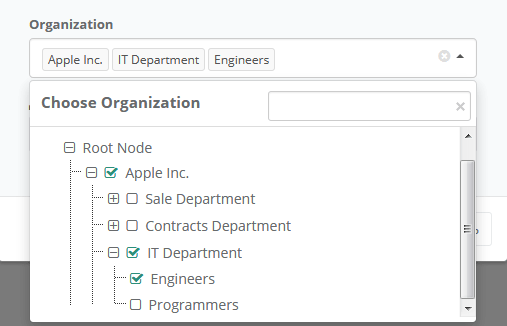 Organization
Apple Inc. IT Department Engineers
Choose Organization
Root Node
Apple Inc.
Sale Department
Contracts Department
IT Department
Engineers
Programmers